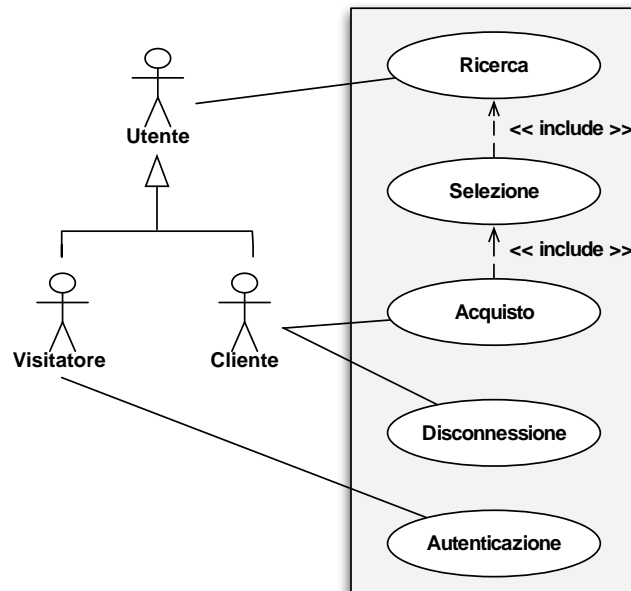 Ricerca
Utente
<< include >>
Selezione
<< include >>
Acquisto
Visitatore
Cliente
Disconnessione
Autenticazione